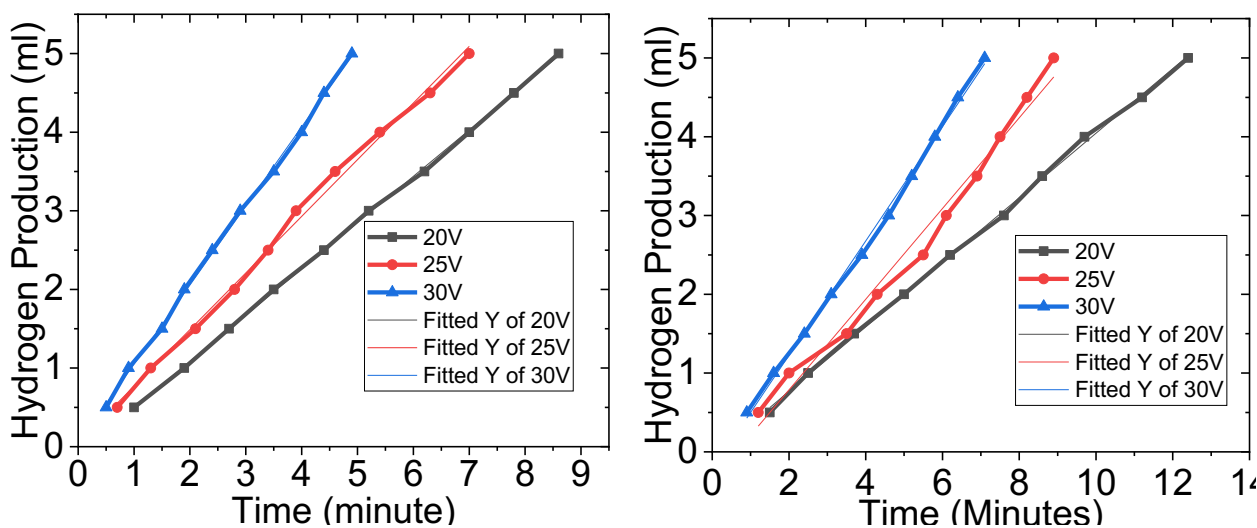 Hydrogen Production (ml)
5
4
3
2
1
0
20V
25V
30V
Fitted Y of 20V
Fitted Y of 25V
Fitted Y of 30V
0 1 2 3 4 5 6 7 8 9
Time (minute)
Hydrogen Production (ml)
5
4
3
2
1
0
20V
25V
30V
Fitted Y of 20V
Fitted Y of 25V
Fitted Y of 30V
0 2 4 6 8 10 12 14
Time (Minutes)